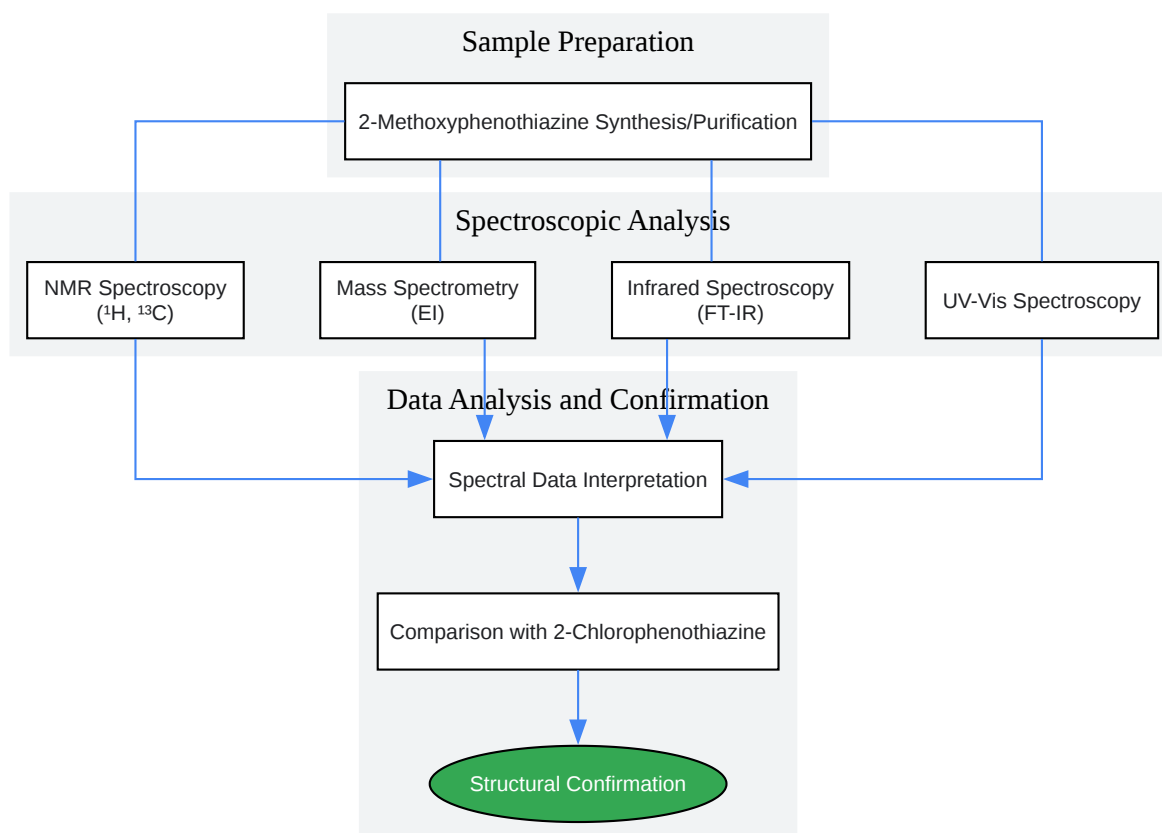 Sample Preparation
2-Methoxyphenothiazine Synthesis/Purification
Spectroscopic Analysis
NMR Spectroscopy
(¹H, ¹³C)
Mass Spectrometry
(EI)
Infrared Spectroscopy
(FT-IR)
UV-Vis Spectroscopy
Data Analysis and Confirmation
Spectral Data Interpretation
Comparison with 2-Chlorophenothiazine
Structural Confirmation